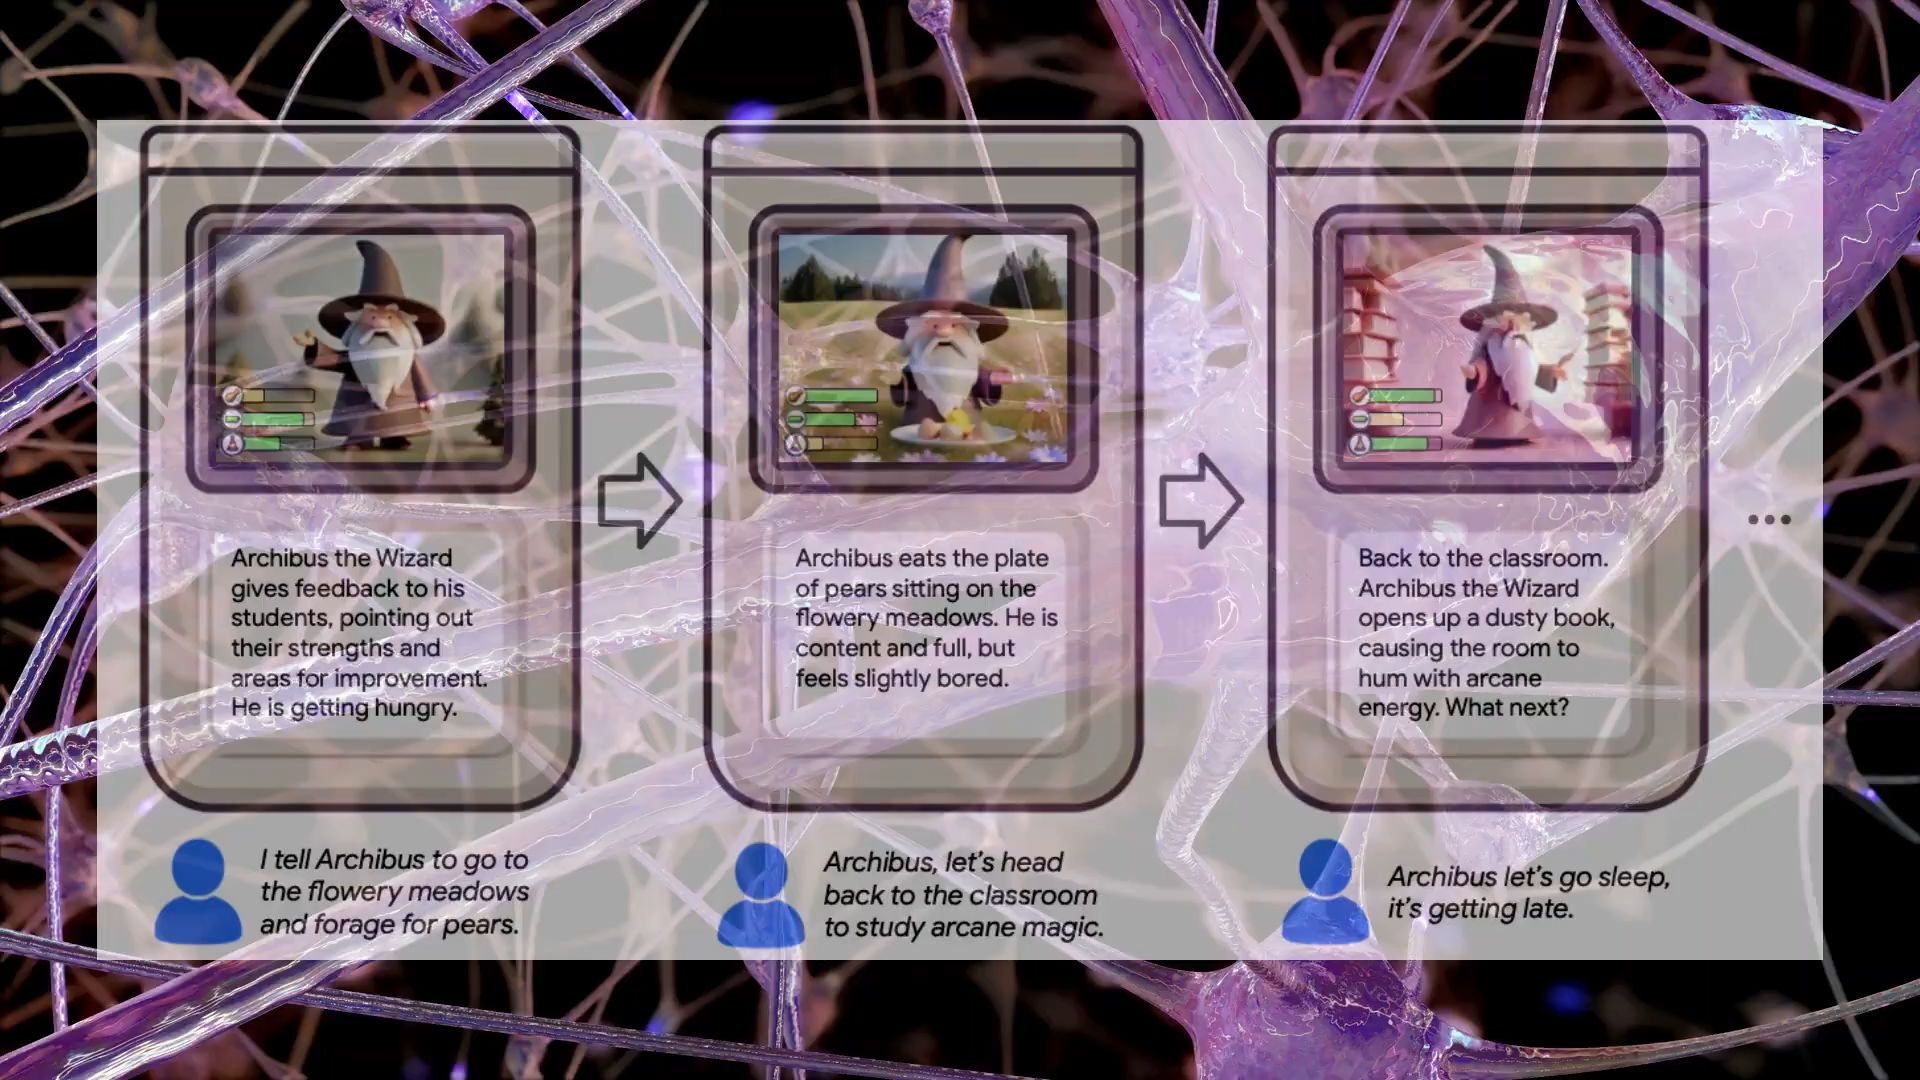 Archibus the Wizard
gives feedback to his
students, pointing out
their strengths and
areas for improvement.
He is getting hungry.
Archibus eats the plate
of pears sitting on the
flowery meadows. He is
content and full, but
feels slightly bored.
Back to the classroom.
Archibus the Wizard
opens up a dusty book,
causing the room to
hum with arcane
energy. What next?
I tell Archibus to go to
the flowery meadows
and forage for pears.
Archibus, let's head
back to the classroom
to study arcane magic.
Archibus let's go sleep,
it's getting late.